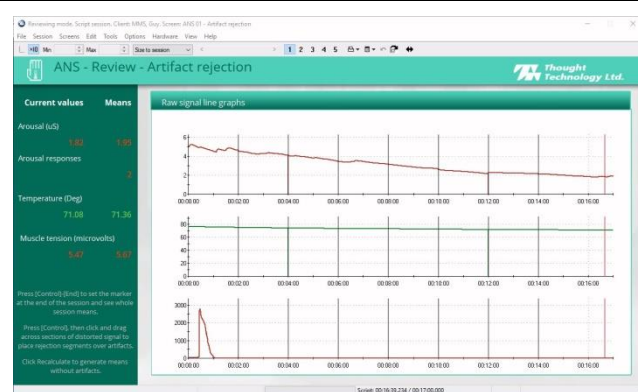 Reviewing mode. Script session. Client: MMS, Guy. Screen: ANS 01 - Artifact rejection
File Session Screens Edit Tools Options Hardware View Help
Min Max Size to session 1 2 3 4 5
ANS - Review - Artifact rejection
Thought
Technology Ltd.
Current values Means
Raw signal line graphs
Arousal (uS)
1.82 1.95
Arousal responses
2
Temperature (Deg)
71.08 71.36
Muscle tension (microvolts)
5.47 5.67
Press [Control]-[End] to set the marker
at the end of the session and see whole
session means.
Press [Control], then click and drag
across sections of distorted signal to
place rejection segments over artifacts.
Click Recalculate to generate means
without artifacts.
6
4
2
0
00:00:00 00:02:00 00:04:00 00:06:00 00:08:00 00:10:00 00:12:00 00:14:00 00:16:00
80
60
40
20
0
00:00:00 00:02:00 00:04:00 00:06:00 00:08:00 00:10:00 00:12:00 00:14:00 00:16:00
3000
2000
1000
0
00:00:00 00:02:00 00:04:00 00:06:00 00:08:00 00:10:00 00:12:00 00:14:00 00:16:00
Script: 00:16:39.234 / 00:17:00.000